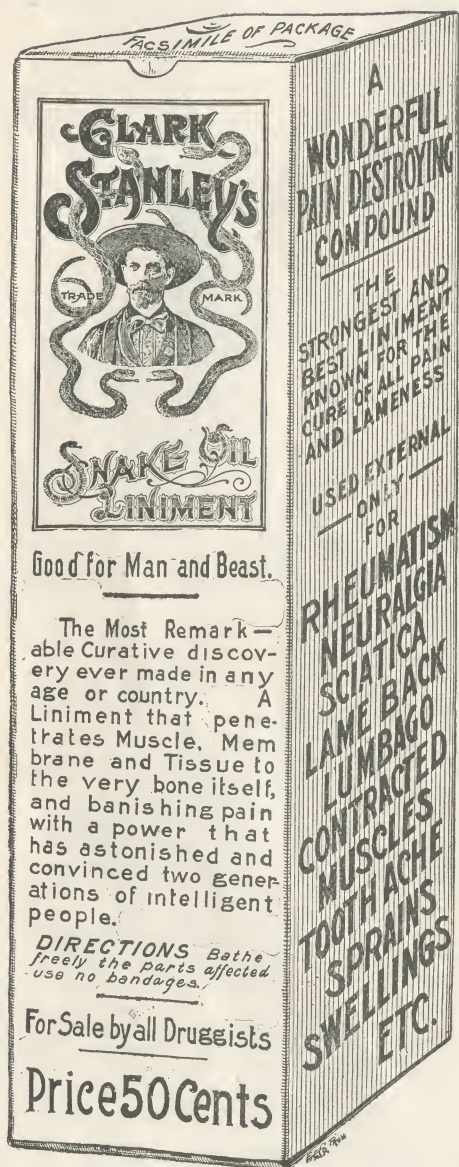 FACSIMILE OF PACKAGE
CLARK
STANLEY'S
TRADE MARK
SNAKE OIL
LINIMENT
Good for Man and Beast.
The Most Remark—
able Curative discov-
ery ever made in any
age or country. A
Liniment that pene-
trates Muscle, Mem
brane and Tissue to
the very bone itself,
and banishing pain
with a power that
has astonished and
convinced two gener-
ations of intelligent
people.
DIRECTIONS Bathe
freely the parts affected
use no bandages.
For Sale by all Druggists
Price 50 Cents
A
WONDERFUL
PAIN DESTROYING
COMPOUND
THE
STRONGEST AND
BEST LINIMENT
KNOWN FOR THE
CURE OF ALL PAIN
AND LAMENESS
USED EXTERNAL
ONLY
FOR
RHEUMATISM
NEURALGIA
SCIATICA
LAME BACK
LUMBAGO
CONTRACTED
MUSCLES
TOOTH ACHE
SPRAINS
SWELLINGS
ETC.